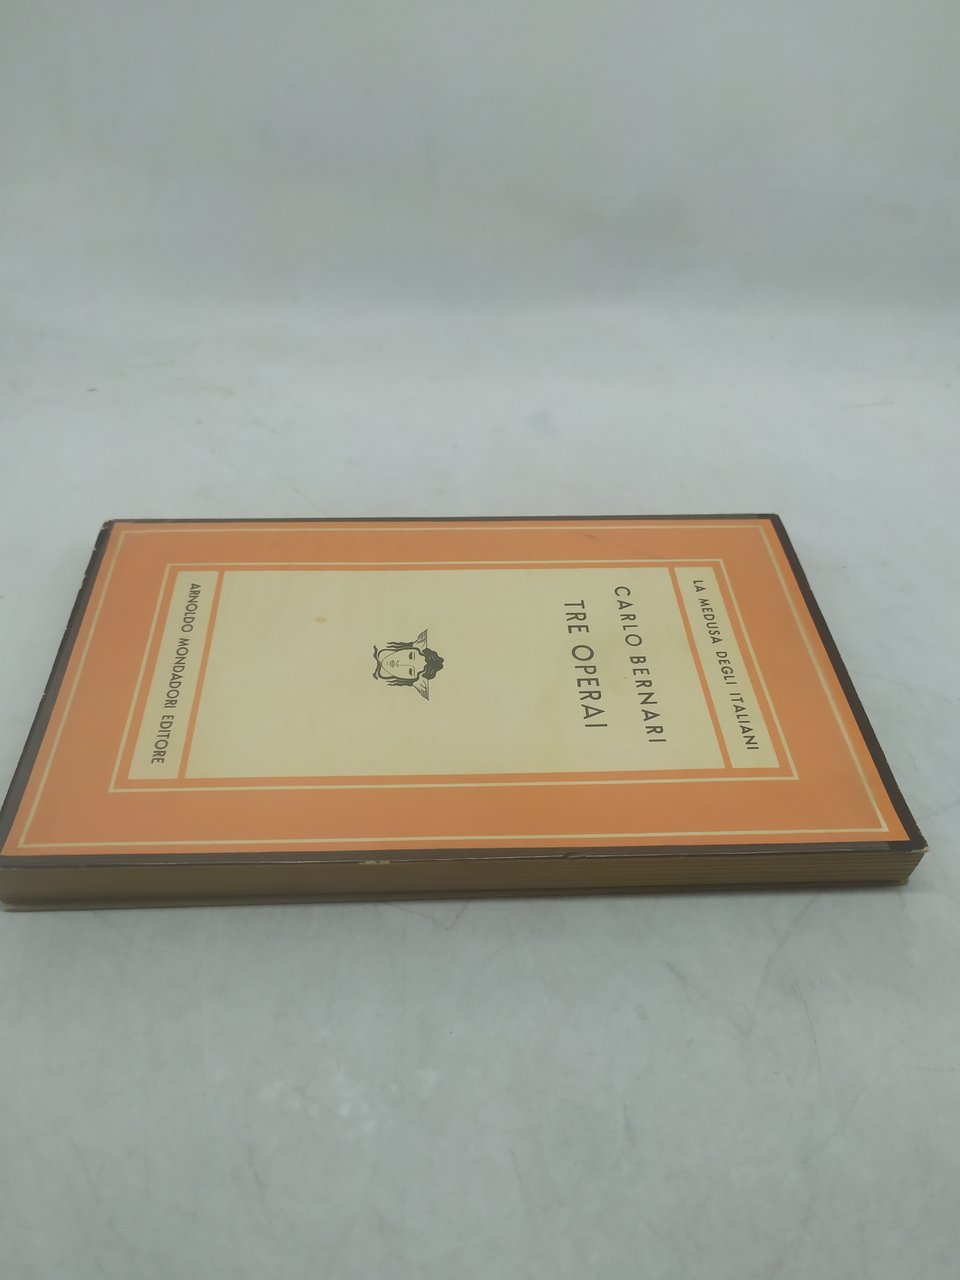 LA MEDUSA DEGLI ITALIANI
CARLO BERNARI
TRE OPERAI
ARNOLDO MONDADORI EDITORE